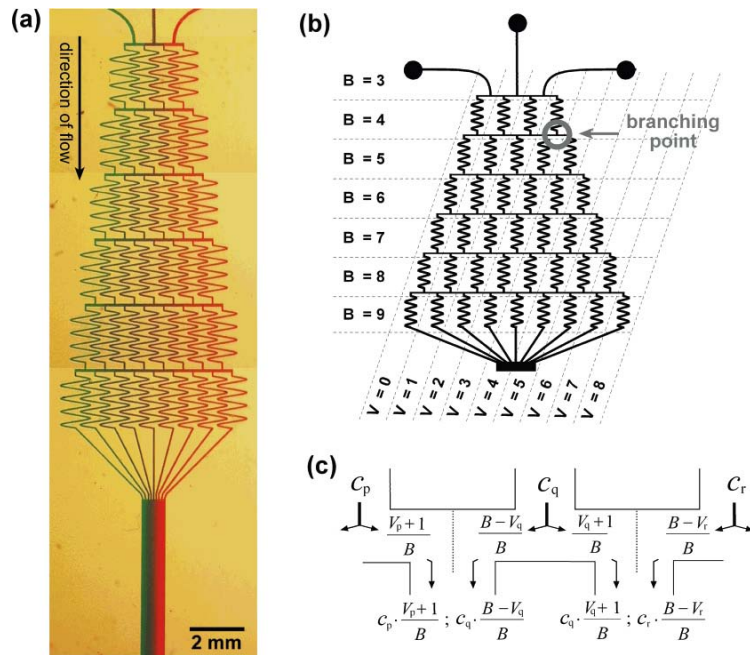 (a)
direction of flow
2 mm
(b)
B = 3
B = 4
B = 5
B = 6
B = 7
B = 8
B = 9
branching
point
V = 0
V = 1
V = 2
V = 3
V = 4
V = 5
V = 6
V = 7
V = 8
(c)
c_p c_q c_r
(V_p + 1)/B (B − V_q)/B (V_q + 1)/B (B − V_r)/B
c_p · (V_p + 1)/B ; c_q · (B − V_q)/B c_q · (V_q + 1)/B ; c_r · (B − V_r)/B